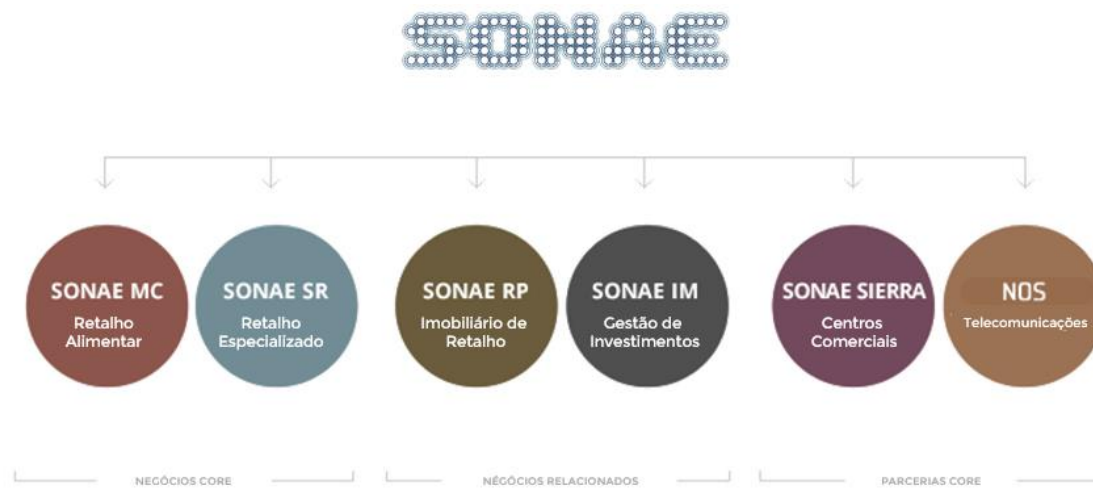 SONAE
SONAE MC
Retalho
Alimentar
SONAE SR
Retalho
Especializado
SONAE RP
Imobiliário de
Retalho
SONAE IM
Gestão de
Investimentos
SONAE SIERRA
Centros
Comerciais
NOS
Telecomunicações
NEGÓCIOS CORE
NÉGÓCIOS RELACIONADOS
PARCERIAS CORE